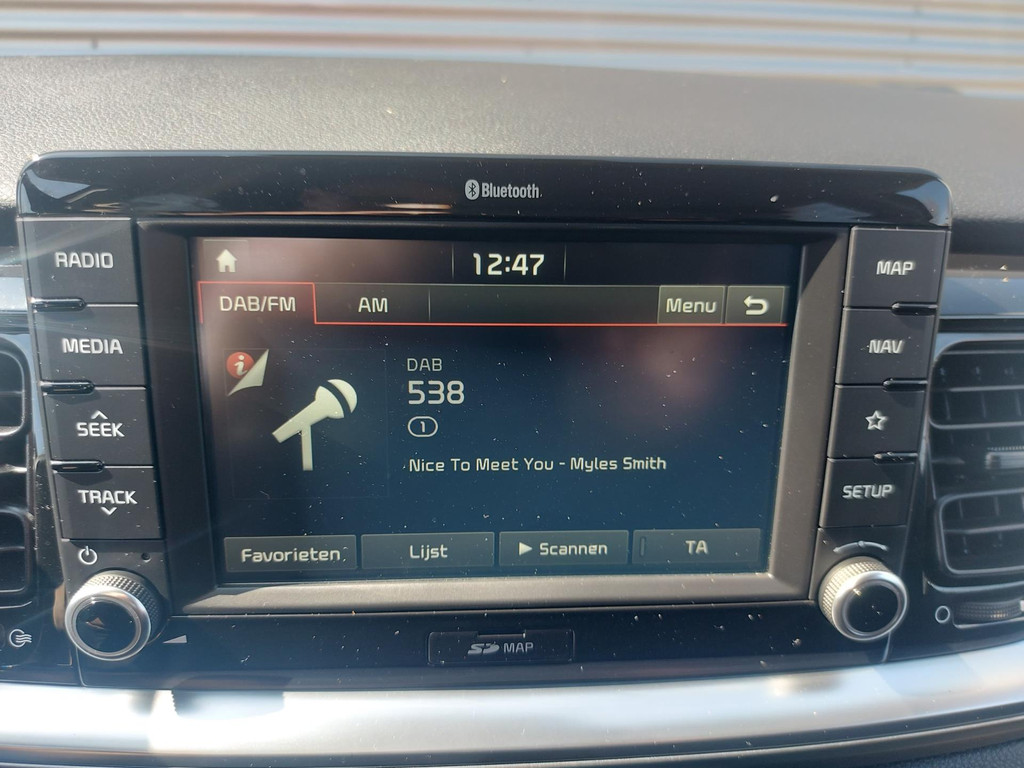 Bluetooth
RADIO
MEDIA
SEEK
TRACK
12:47
DAB/FM AM Menu
DAB
538
1
Nice To Meet You - Myles Smith
Favorieten Lijst Scannen TA
MAP
NAV
SETUP
SD MAP